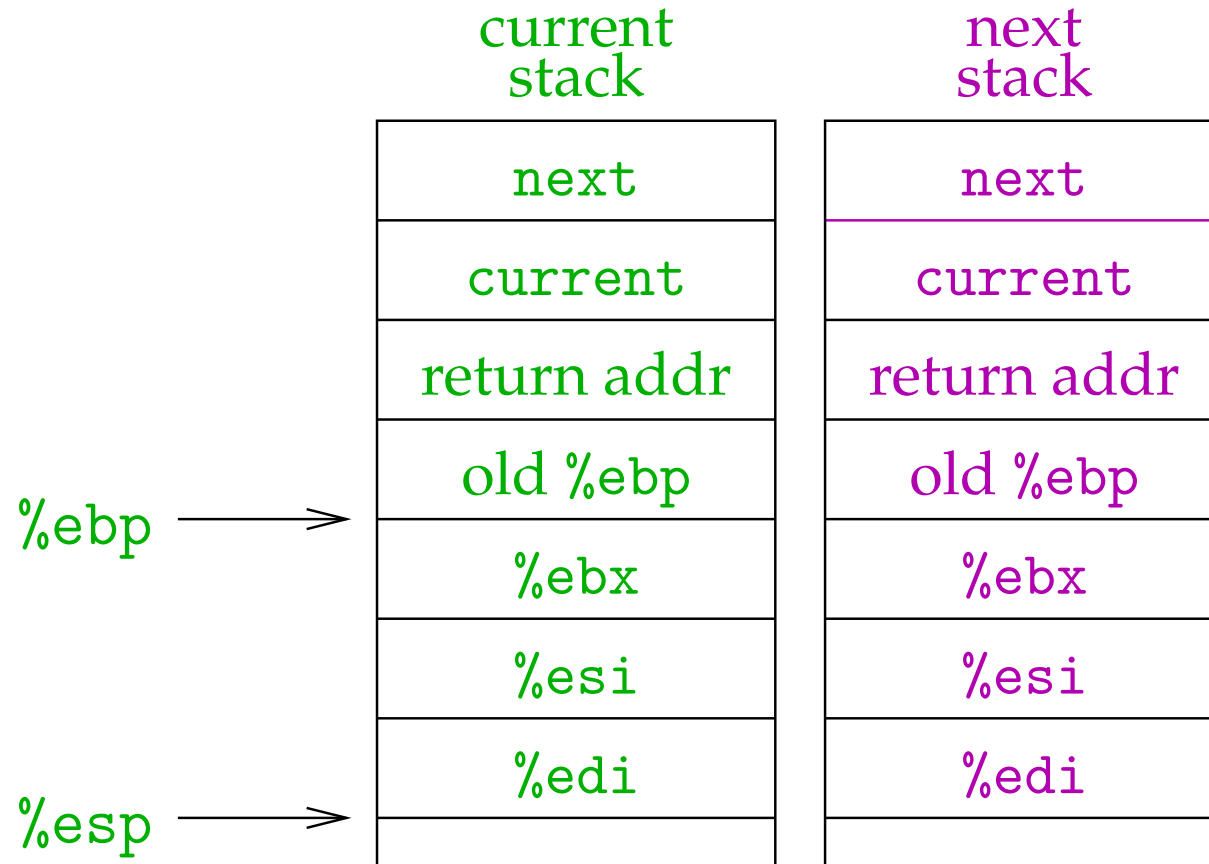 current
stack
next
stack
next
next
current
current
return addr
return addr
old %ebp
old %ebp
%ebp
%ebx
%ebx
%esi
%esi
%edi
%edi
%esp